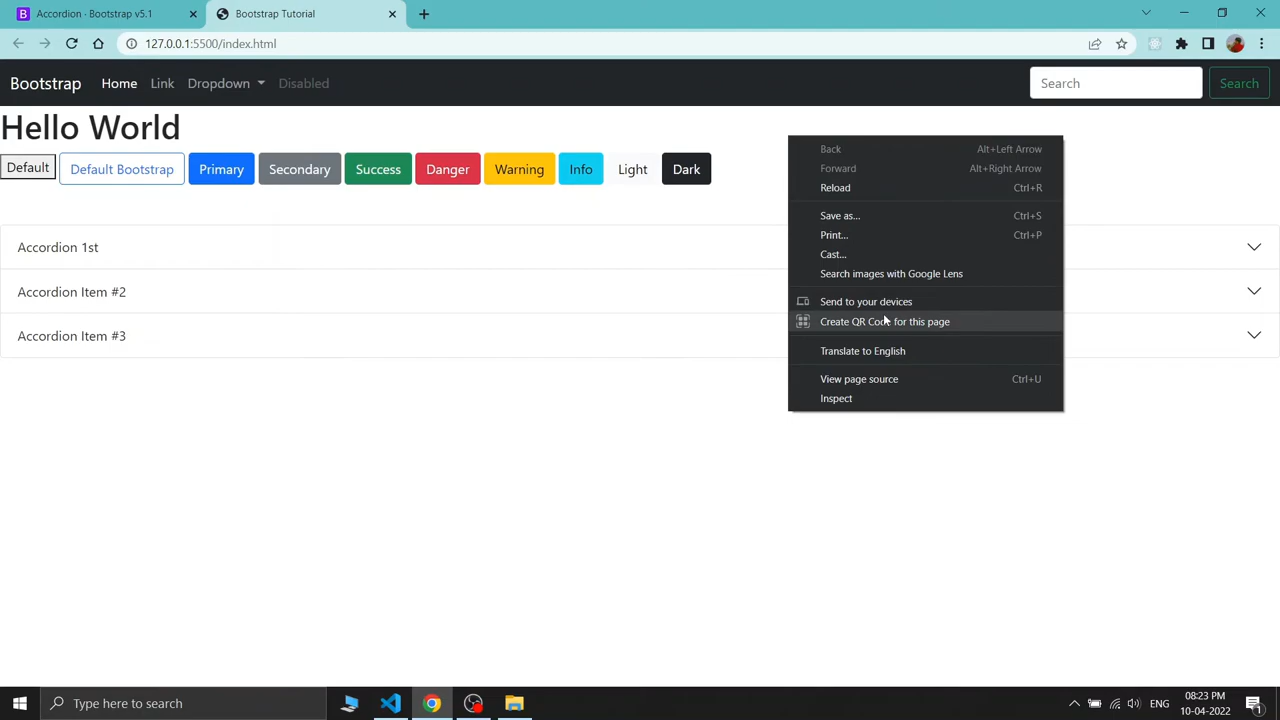 Accordion · Bootstrap v5.1
Bootstrap Tutorial
127.0.0.1:5500/index.html
Bootstrap Home Link Dropdown Disabled Search Search
Hello World
Default Default Bootstrap Primary Secondary Success Danger Warning Info Light Dark
Accordion 1st
Accordion Item #2
Accordion Item #3
Back Alt+Left Arrow
Forward Alt+Right Arrow
Reload Ctrl+R
Save as... Ctrl+S
Print... Ctrl+P
Cast...
Search images with Google Lens
Send to your devices
Create QR Code for this page
Translate to English
View page source Ctrl+U
Inspect
Type here to search
ENG
08:23 PM
10-04-2022
1